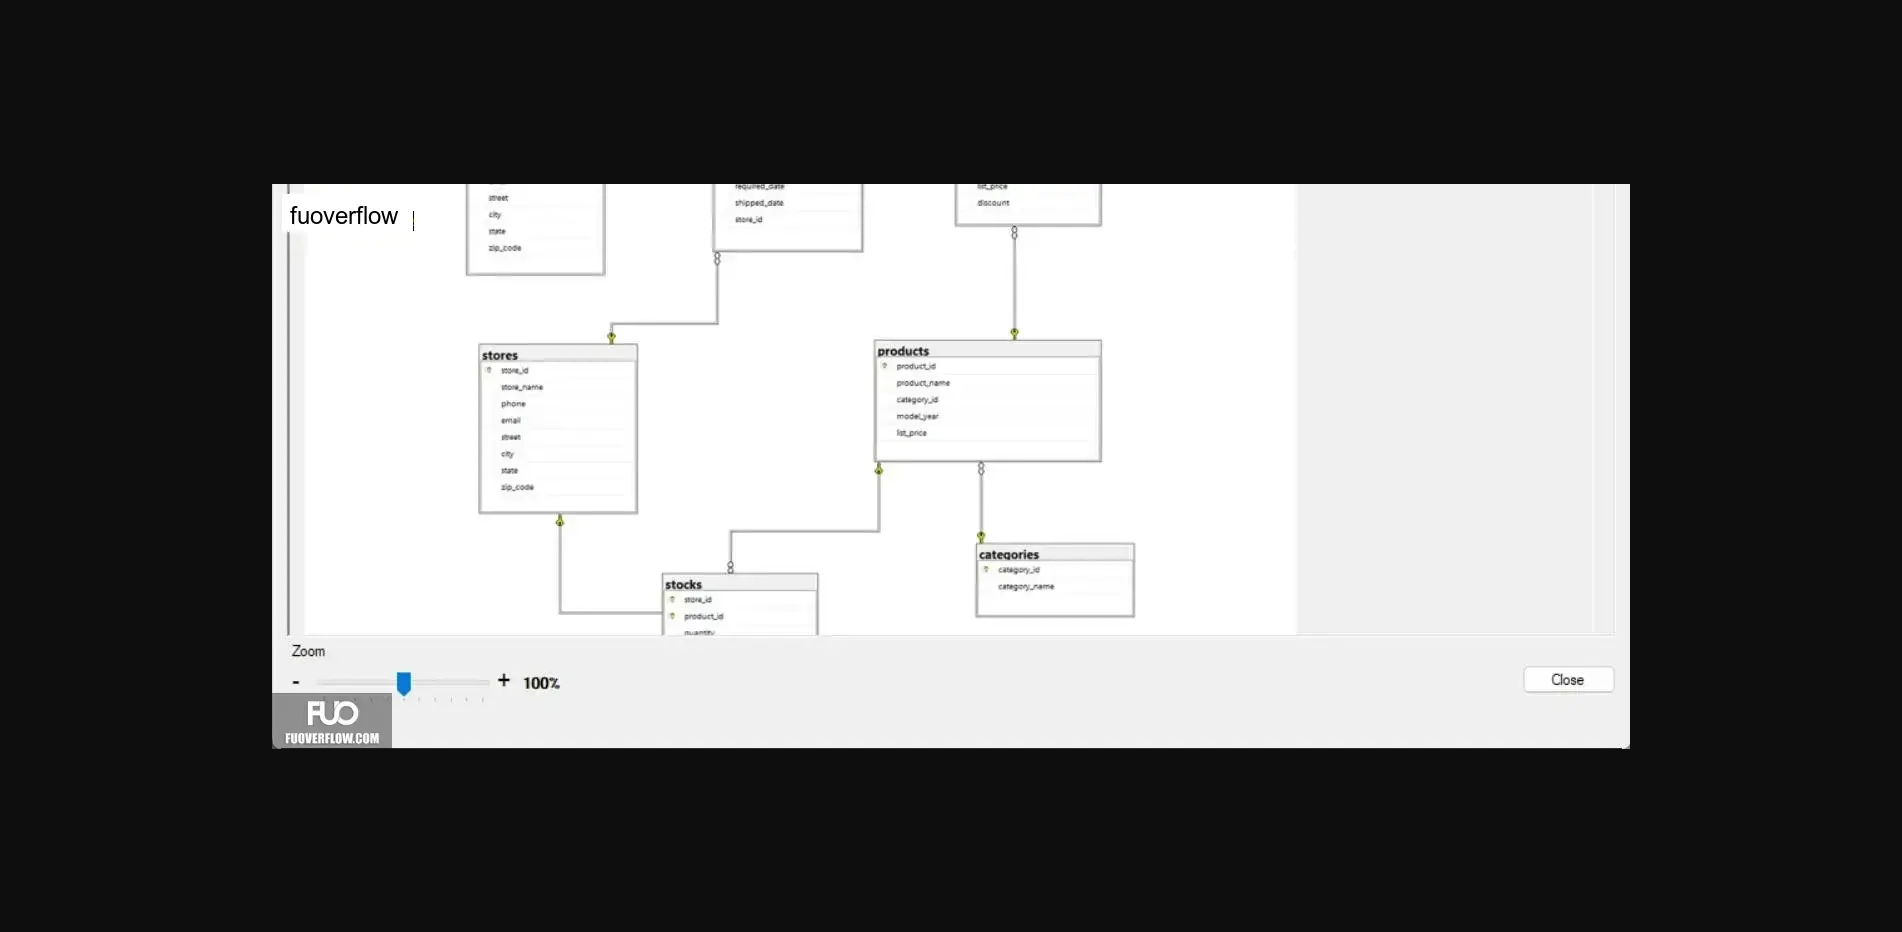 fuoverflow
street
city
state
zip_code
required_date
shipped_date
store_id
list_price
discount
stores
store_id
store_name
phone
email
street
city
state
zip_code
products
product_id
product_name
category_id
model_year
list_price
stocks
store_id
product_id
quantity
categories
category_id
category_name
Zoom
- + 100%
Close
FUO
FUOVERFLOW.COM